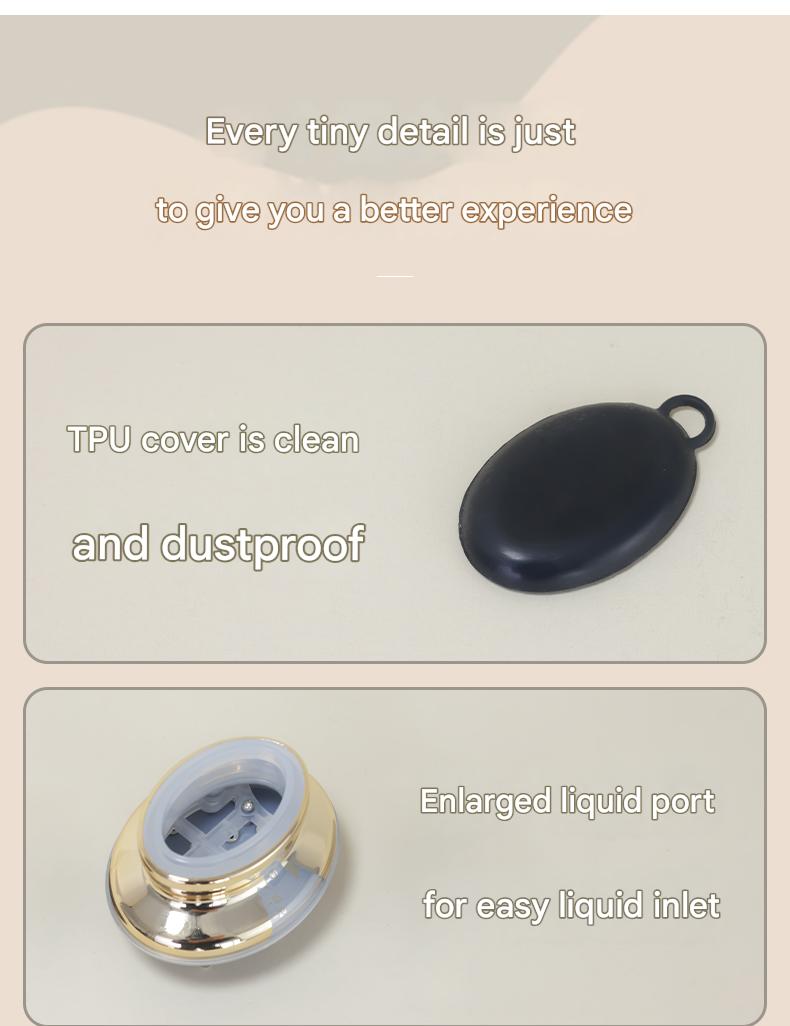 Every tiny detail is just
to give you a better experience
TPU cover is clean
and dustproof
Enlarged liquid port
for easy liquid inlet